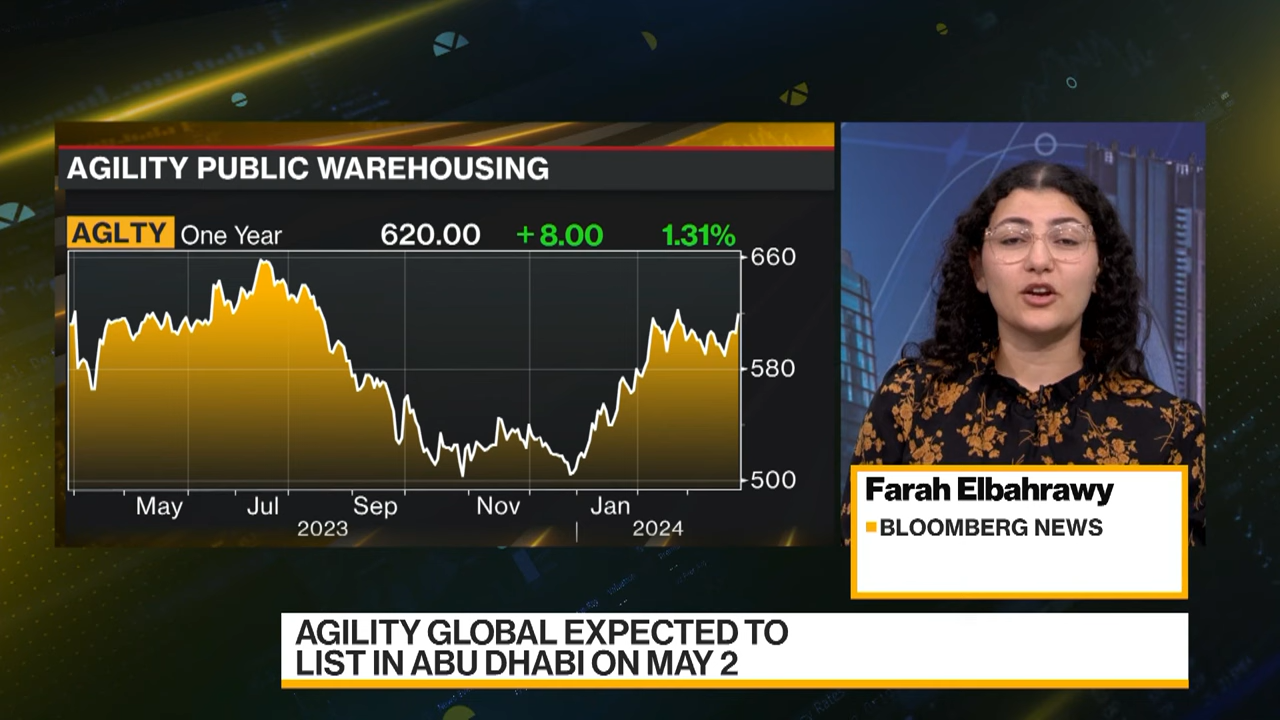 AGILITY PUBLIC WAREHOUSING
AGLTY One Year 620.00 +8.00 1.31%
660
580
500
May Jul Sep Nov Jan
2023 2024
Farah Elbahrawy
BLOOMBERG NEWS
AGILITY GLOBAL EXPECTED TO
LIST IN ABU DHABI ON MAY 2